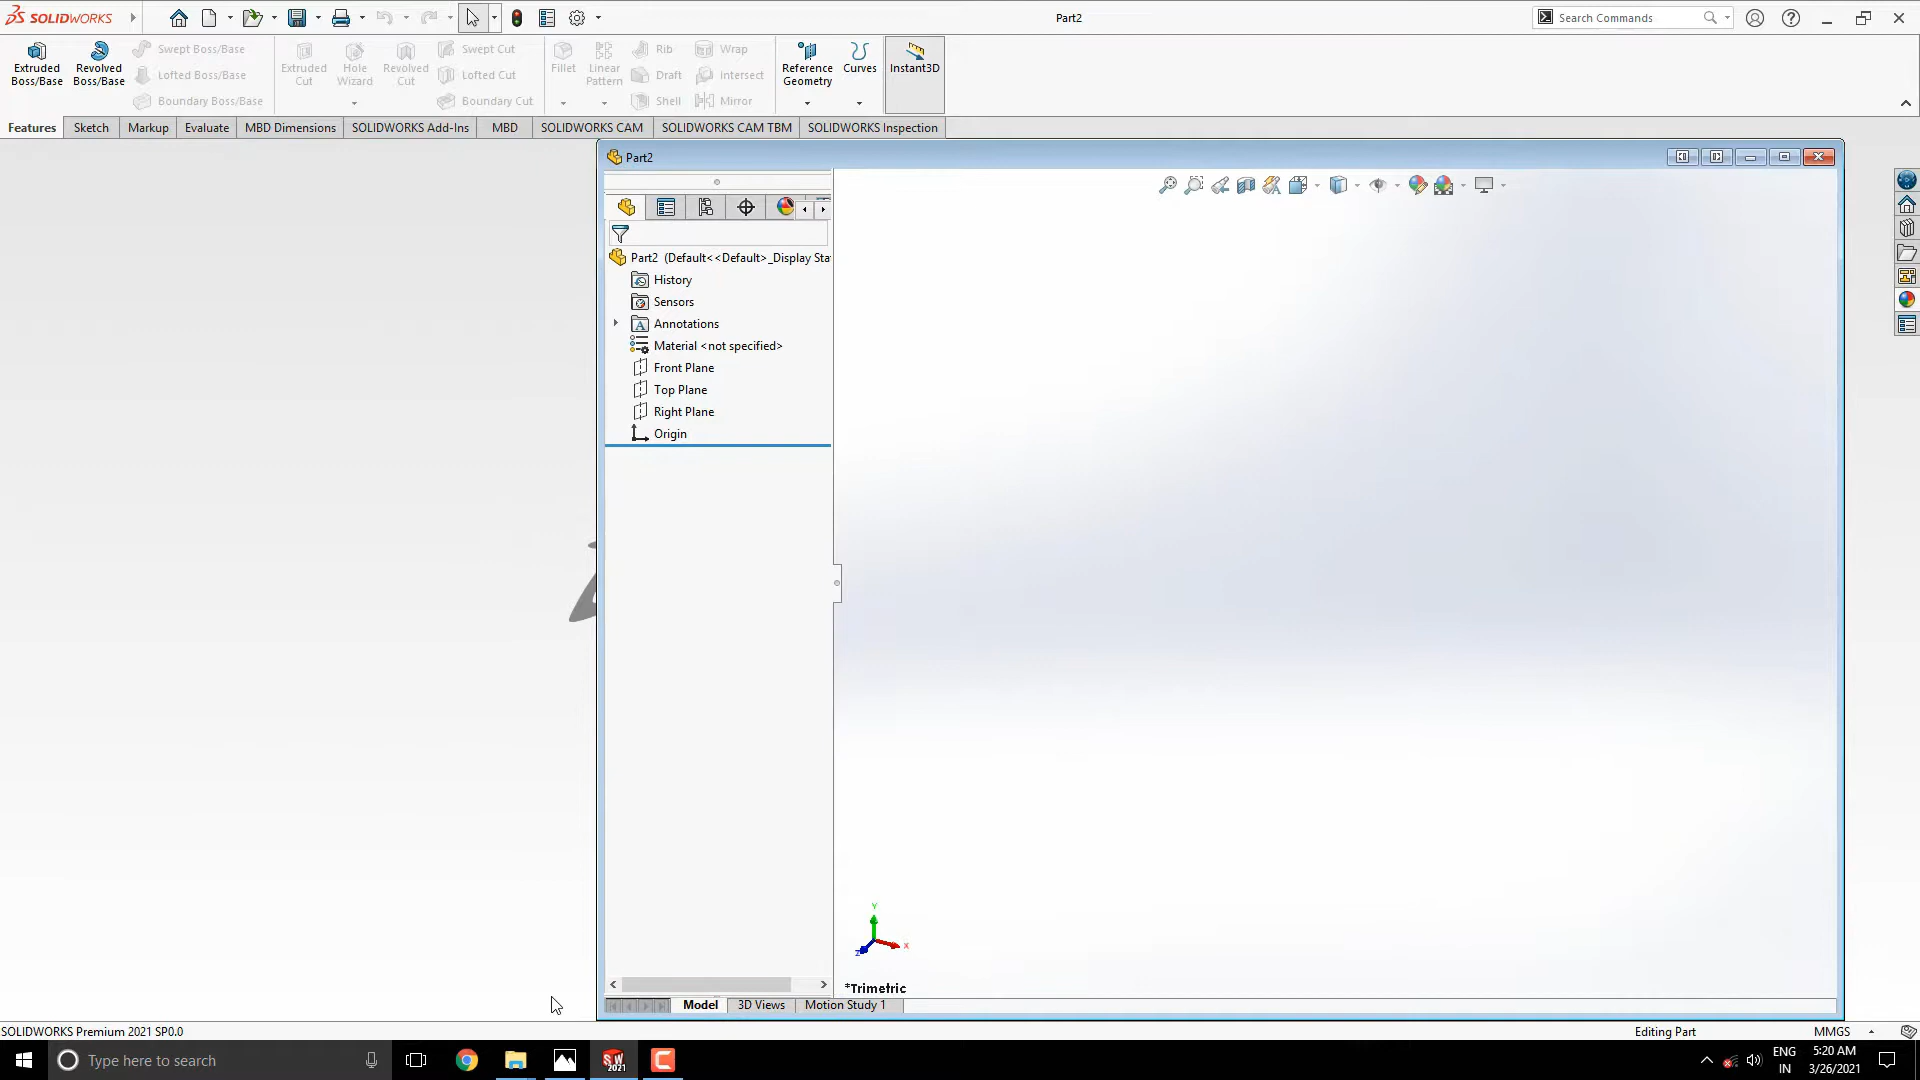 SOLIDWORKS
Part2
Search Commands
Extruded Boss/Base
Revolved Boss/Base
Swept Boss/Base
Lofted Boss/Base
Boundary Boss/Base
Extruded Cut
Hole Wizard
Revolved Cut
Swept Cut
Lofted Cut
Boundary Cut
Fillet
Linear Pattern
Rib
Draft
Shell
Wrap
Intersect
Mirror
Reference Geometry
Curves
Instant3D
Features
Sketch
Markup
Evaluate
MBD Dimensions
SOLIDWORKS Add-Ins
MBD
SOLIDWORKS CAM
SOLIDWORKS CAM TBM
SOLIDWORKS Inspection
Part2
Part2 (Default<<Default>_Display Sta
History
Sensors
Annotations
Material <not specified>
Front Plane
Top Plane
Right Plane
Origin
Y
X
Z
*Trimetric
Model
3D Views
Motion Study 1
SOLIDWORKS Premium 2021 SP0.0
Editing Part
MMGS
Type here to search
SW
2021
ENG
IN
5:20 AM
3/26/2021